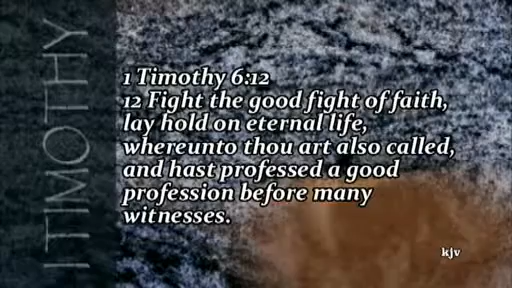 I TIMOTHY
1 Timothy 6:12
12 Fight the good fight of faith,
lay hold on eternal life,
whereunto thou art also called,
and hast professed a good
profession before many
witnesses.
kjv